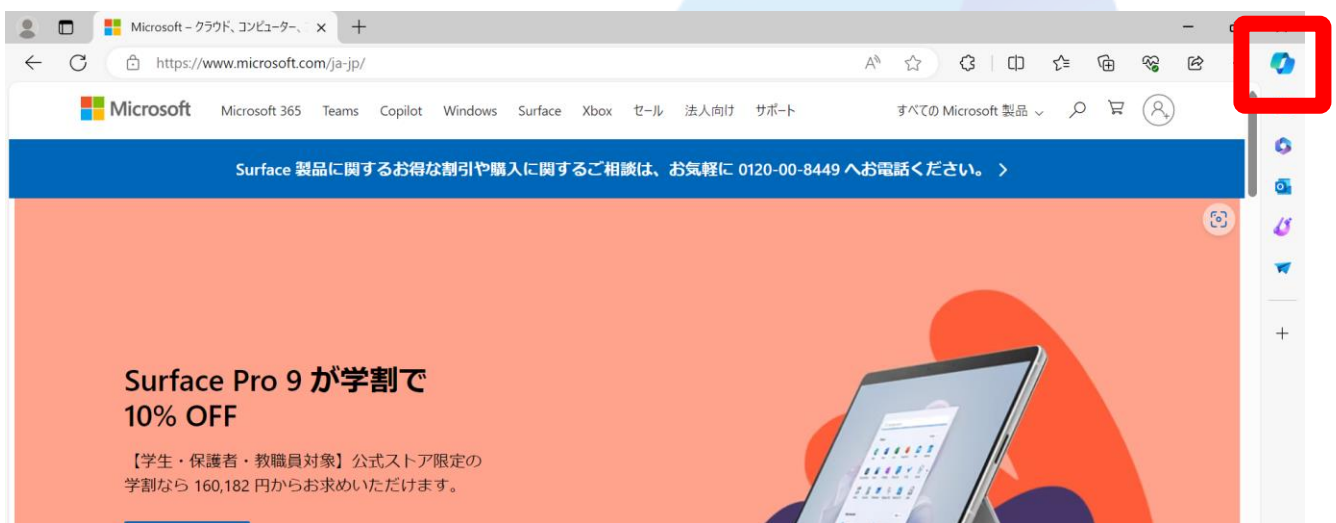 Microsoft – クラウド、コンピューター、
https://www.microsoft.com/ja-jp/
Microsoft Microsoft 365 Teams Copilot Windows Surface Xbox セール 法人向け サポート すべての Microsoft 製品
Surface 製品に関するお得な割引や購入に関するご相談は、お気軽に 0120-00-8449 へお電話ください。
Surface Pro 9 が学割で
10% OFF
【学生・保護者・教職員対象】公式ストア限定の
学割なら 160,182 円からお求めいただけます。